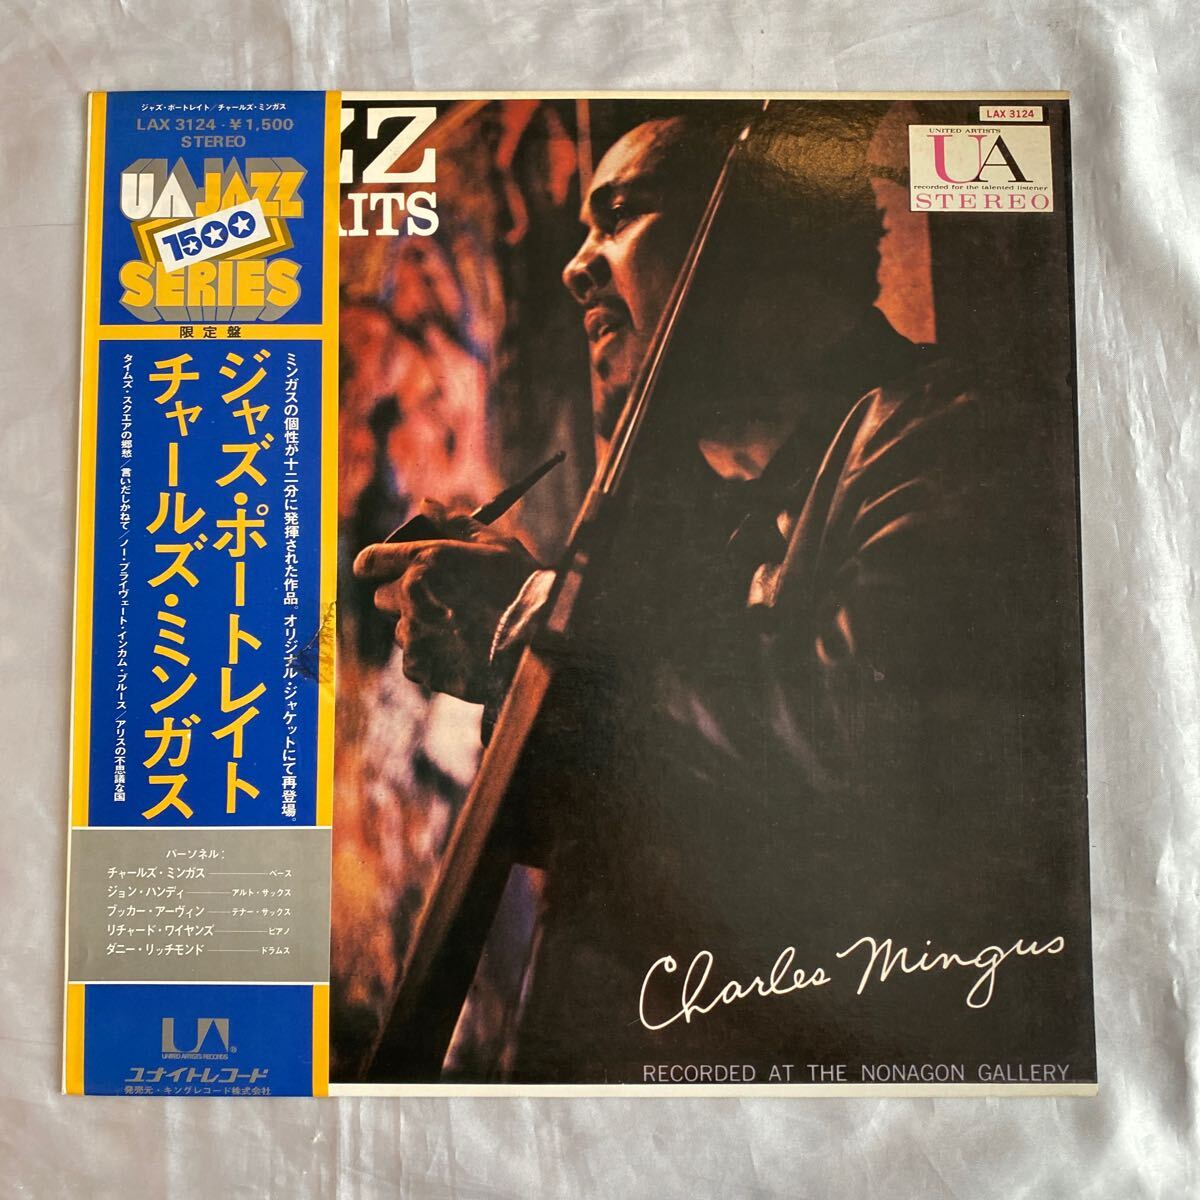 ジャズ・ポートレイト/チャールズ・ミンガス
LAX 3124・¥1,500
STEREO
UA JAZZ
1500
SERIES
限定盤
ジャズ・ポートレイト
チャールズ・ミンガス
ミンガスの個性が十二分に発揮された作品。オリジナル・ジャケットにて再登場。
タイムズ・スクエアの郷愁/言いだしかねて/ノー・プライヴェート・インカム・ブルース/アリスの不思議な国
パーソネル:
チャールズ・ミンガス——ベース
ジョン・ハンディ——アルト・サックス
ブッカー・アーヴィン——テナー・サックス
リチャード・ワイヤンズ——ピアノ
ダニー・リッチモンド——ドラムス
UA
UNITED ARTISTS RECORDS
®
ユナイトレコード
発売元・キングレコード株式会社
ZZ
AITS
LAX 3124
UNITED ARTISTS
UA
recorded for the talented listener
STEREO
Charles Mingus
RECORDED AT THE NONAGON GALLERY